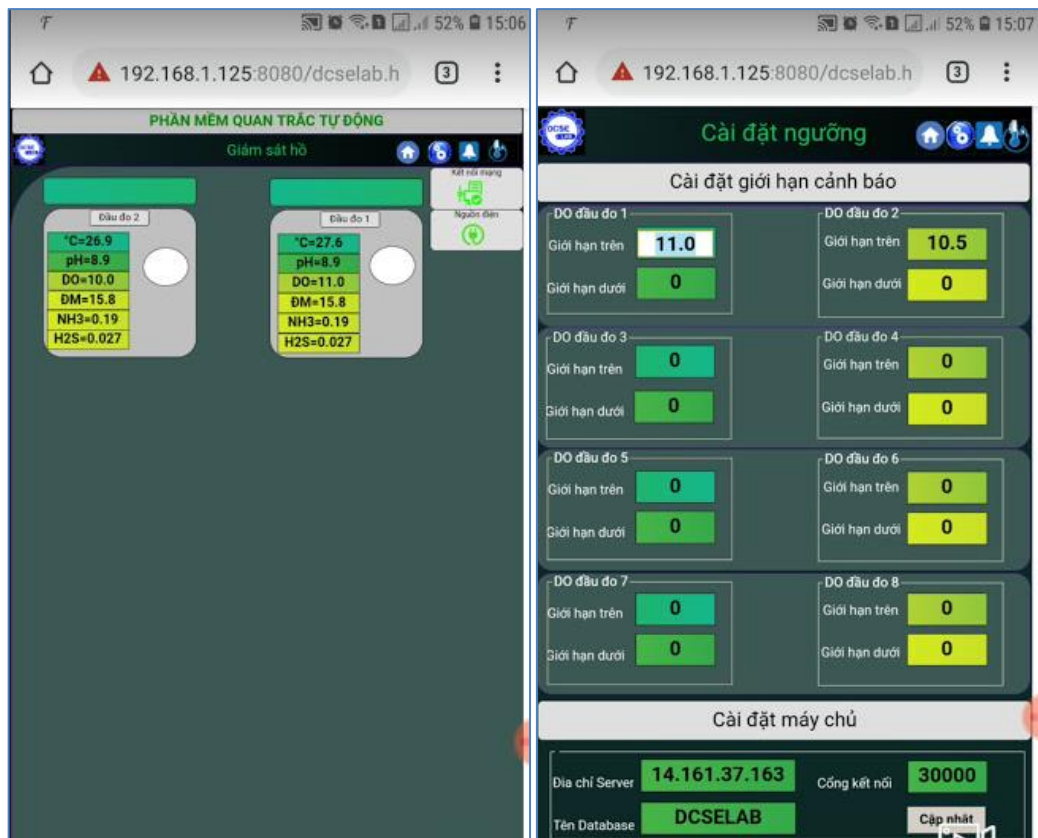 52% 15:06
192.168.1.125:8080/dcselab.h 3
PHẦN MỀM QUAN TRẮC TỰ ĐỘNG
Giám sát hồ
Kết nối mạng
Nguồn điện
Đầu đo 2
°C=26.9
pH=8.9
DO=10.0
ĐM=15.8
NH3=0.19
H2S=0.027
Đầu đo 1
°C=27.6
pH=8.9
DO=11.0
ĐM=15.8
NH3=0.19
H2S=0.027
52% 15:07
192.168.1.125:8080/dcselab.h 3
DCSE
LAB
Cài đặt ngưỡng
Cài đặt giới hạn cảnh báo
DO đầu đo 1
Giới hạn trên 11.0
Giới hạn dưới 0
DO đầu đo 2
Giới hạn trên 10.5
Giới hạn dưới 0
DO đầu đo 3
Giới hạn trên 0
Giới hạn dưới 0
DO đầu đo 4
Giới hạn trên 0
Giới hạn dưới 0
DO đầu đo 5
Giới hạn trên 0
Giới hạn dưới 0
DO đầu đo 6
Giới hạn trên 0
Giới hạn dưới 0
DO đầu đo 7
Giới hạn trên 0
Giới hạn dưới 0
DO đầu đo 8
Giới hạn trên 0
Giới hạn dưới 0
Cài đặt máy chủ
Địa chỉ Server 14.161.37.163 Cổng kết nối 30000
Tên Database DCSELAB Cập nhật